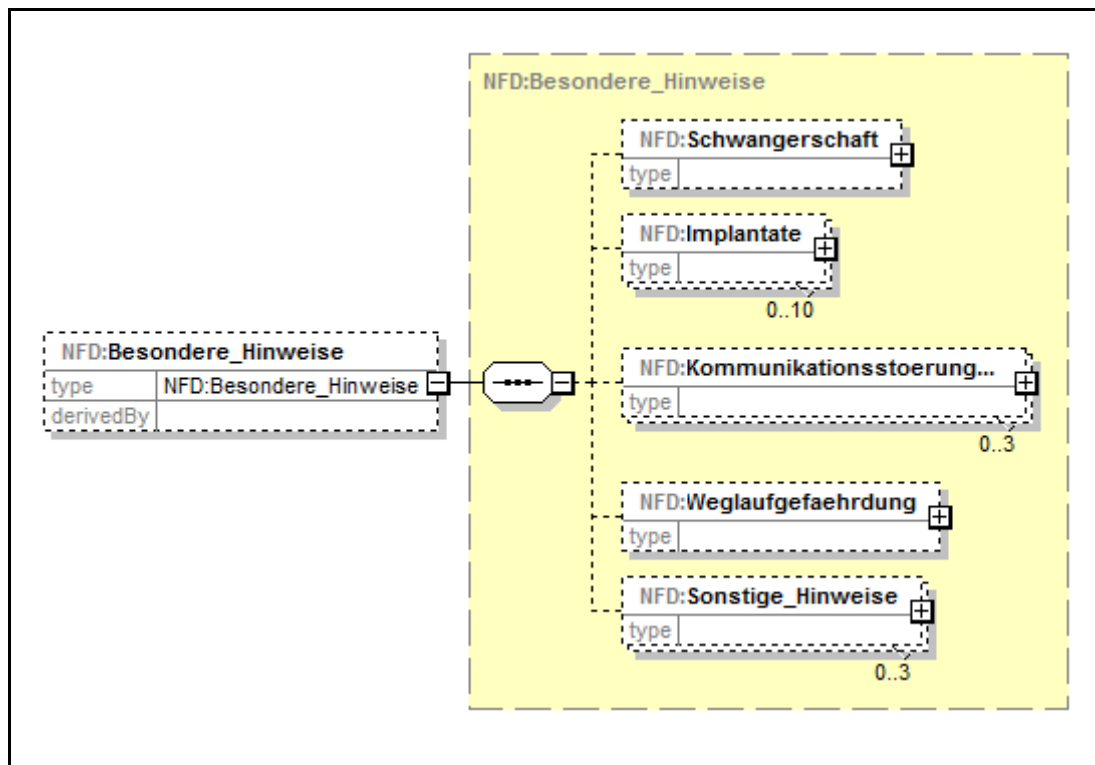 NFD:Besondere_Hinweise
NFD:Schwangerschaft
type
NFD:Implantate
type
0..10
NFD:Besondere_Hinweise
type NFD:Besondere_Hinweise
derivedBy
NFD:Kommunikationsstoerung...
type
0..3
NFD:Weglaufgefaehrdung
type
NFD:Sonstige_Hinweise
type
0..3